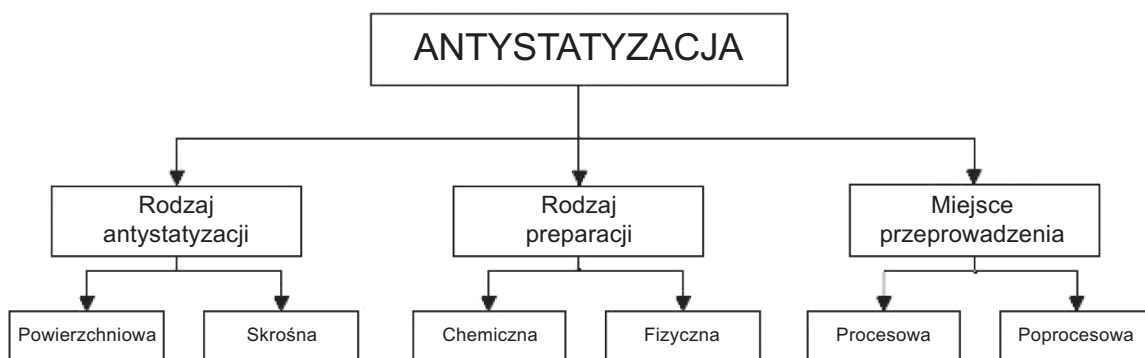 ANTYSTATYZACJA
Rodzaj
antystatyzacji
Rodzaj
preparacji
Miejsce
przeprowadzenia
Powierzchniowa
Skrośna
Chemiczna
Fizyczna
Procesowa
Poprocesowa